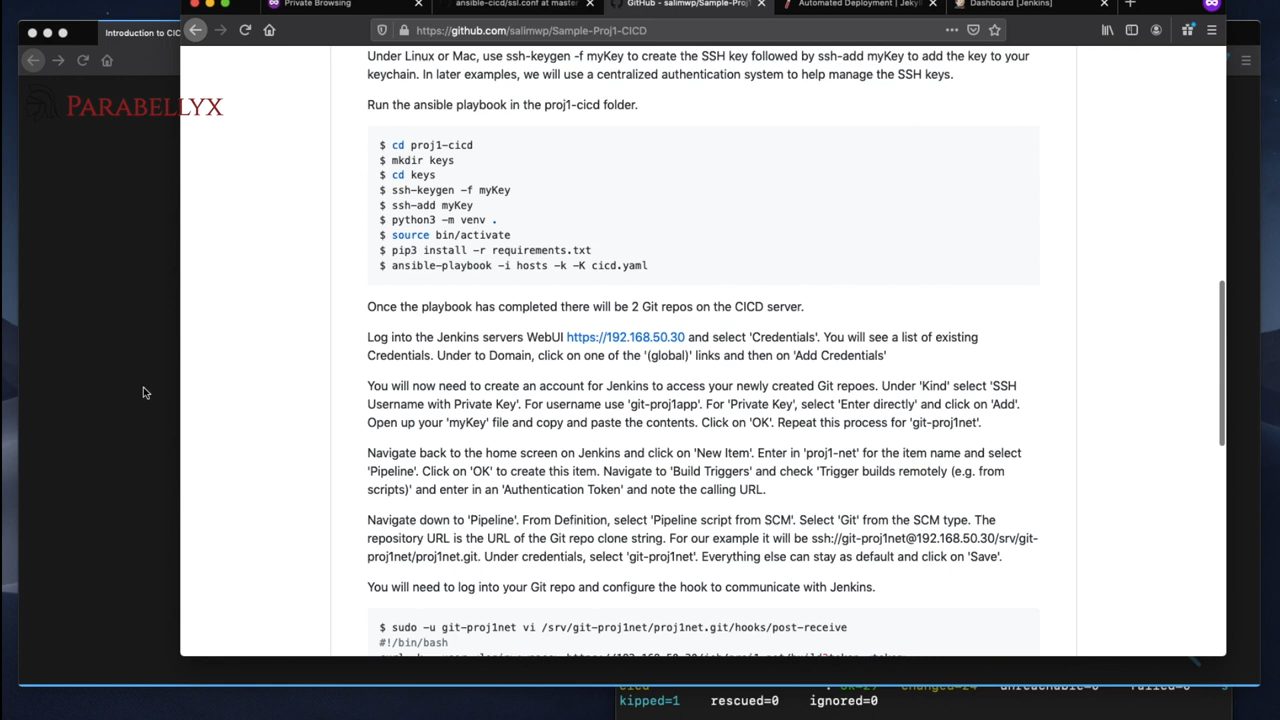 Private Browsing
ansible-cicd/ssl.conf at master
GitHub - salimwp/Sample-Proj1
Automated Deployment | Jekyll
Dashboard [Jenkins]
Introduction to CIC
https://github.com/salimwp/Sample-Proj1-CICD
PARABELLYX
Under Linux or Mac, use ssh-keygen -f myKey to create the SSH key followed by ssh-add myKey to add the key to your
keychain. In later examples, we will use a centralized authentication system to help manage the SSH keys.
Run the ansible playbook in the proj1-cicd folder.
$ cd proj1-cicd
$ mkdir keys
$ cd keys
$ ssh-keygen -f myKey
$ ssh-add myKey
$ python3 -m venv .
$ source bin/activate
$ pip3 install -r requirements.txt
$ ansible-playbook -i hosts -k -K cicd.yaml
Once the playbook has completed there will be 2 Git repos on the CICD server.
Log into the Jenkins servers WebUI https://192.168.50.30 and select 'Credentials'. You will see a list of existing
Credentials. Under to Domain, click on one of the '(global)' links and then on 'Add Credentials'
You will now need to create an account for Jenkins to access your newly created Git repoes. Under 'Kind' select 'SSH
Username with Private Key'. For username use 'git-proj1app'. For 'Private Key', select 'Enter directly' and click on 'Add'.
Open up your 'myKey' file and copy and paste the contents. Click on 'OK'. Repeat this process for 'git-proj1net'.
Navigate back to the home screen on Jenkins and click on 'New Item'. Enter in 'proj1-net' for the item name and select
'Pipeline'. Click on 'OK' to create this item. Navigate to 'Build Triggers' and check 'Trigger builds remotely (e.g. from
scripts)' and enter in an 'Authentication Token' and note the calling URL.
Navigate down to 'Pipeline'. From Definition, select 'Pipeline script from SCM'. Select 'Git' from the SCM type. The
repository URL is the URL of the Git repo clone string. For our example it will be ssh://git-proj1net@192.168.50.30/srv/git-
proj1net/proj1net.git. Under credentials, select 'git-proj1net'. Everything else can stay as default and click on 'Save'.
You will need to log into your Git repo and configure the hook to communicate with Jenkins.
$ sudo -u git-proj1net vi /srv/git-proj1net/proj1net.git/hooks/post-receive
#!/bin/bash
kipped=1 rescued=0 ignored=0